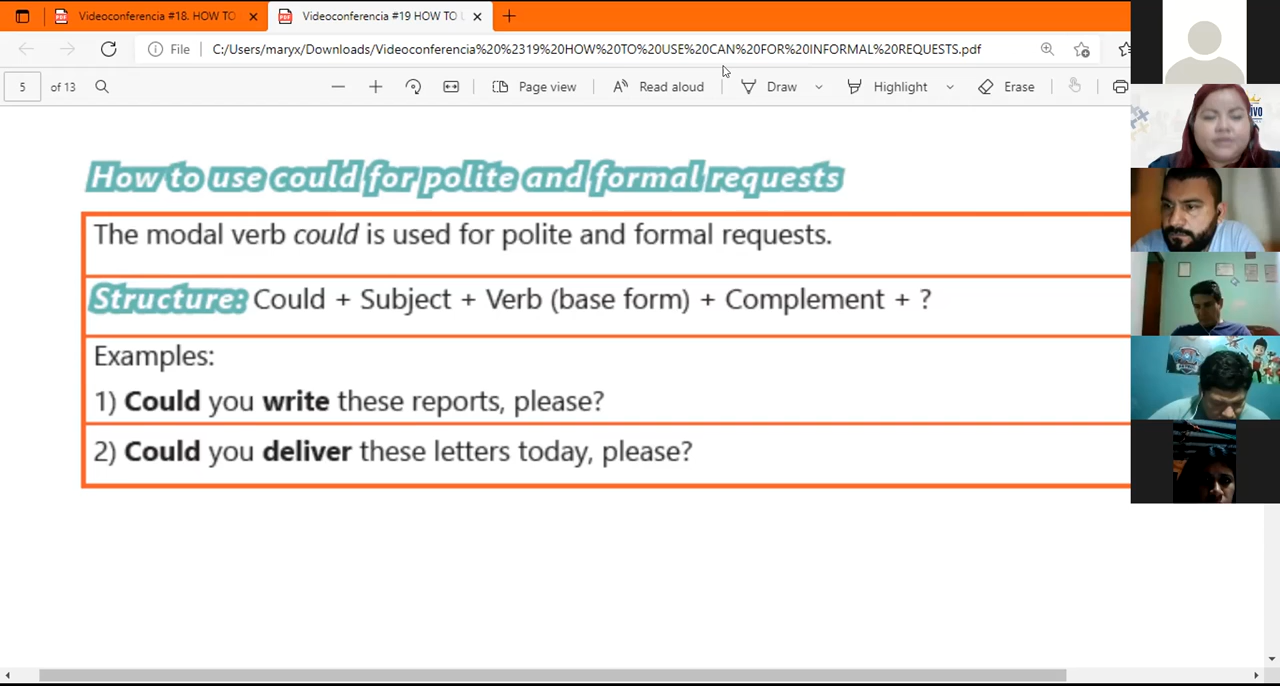 Videoconferencia #18. HOW TO
Videoconferencia #19 HOW TO
File
C:/Users/maryx/Downloads/Videoconferencia%20%2319%20HOW%20TO%20USE%20CAN%20FOR%20INFORMAL%20REQUESTS.pdf
5 of 13
Page view
Read aloud
Draw
Highlight
Erase
How to use could for polite and formal requests
The modal verb could is used for polite and formal requests.
Structure: Could + Subject + Verb (base form) + Complement + ?
Examples:
1) Could you write these reports, please?
2) Could you deliver these letters today, please?